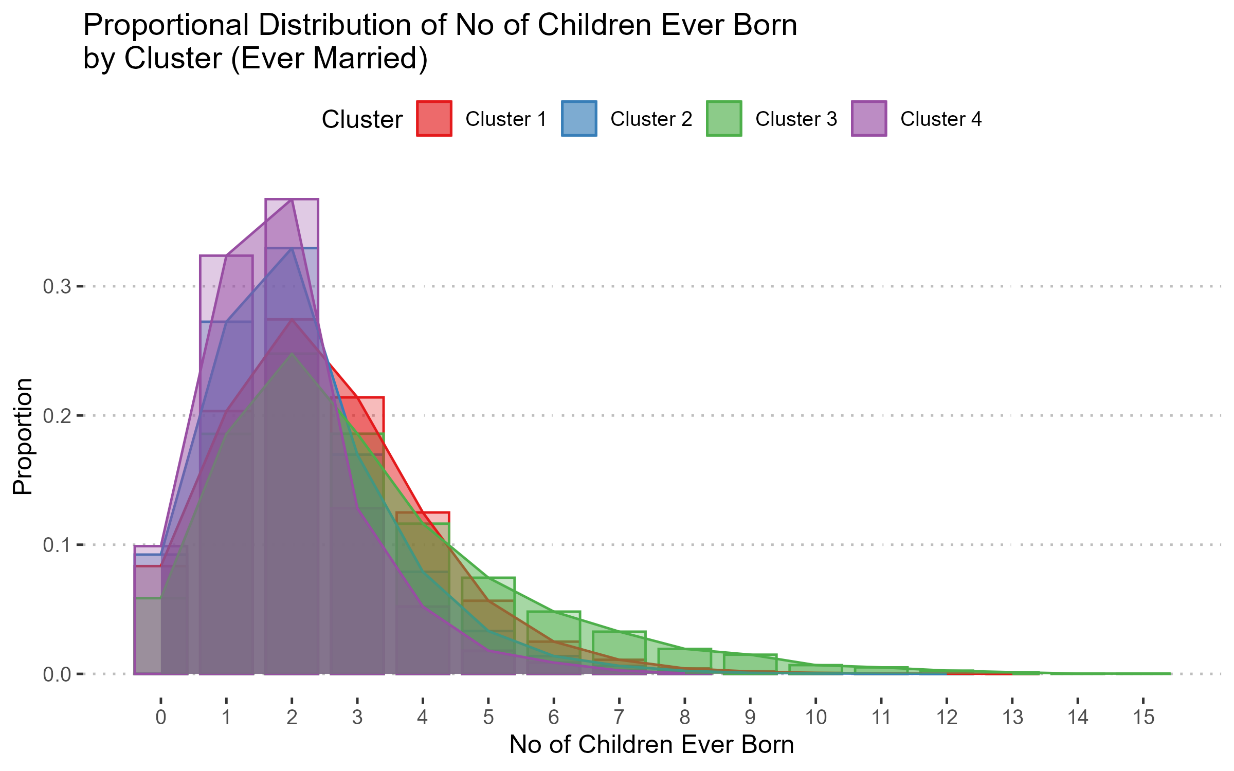 Proportional Distribution of No of Children Ever Born
by Cluster (Ever Married)
Cluster Cluster 1 Cluster 2 Cluster 3 Cluster 4
Proportion
0.3
0.2
0.1
0.0
0 1 2 3 4 5 6 7 8 9 10 11 12 13 14 15
No of Children Ever Born